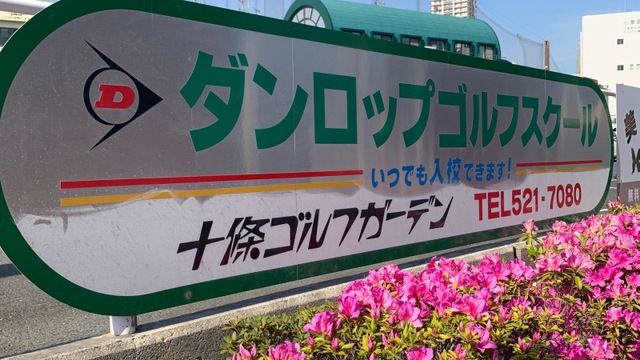 D
ダンロップゴルフスクール
いつでも入校できます!
十條ゴルフガーデン
TEL521-7080